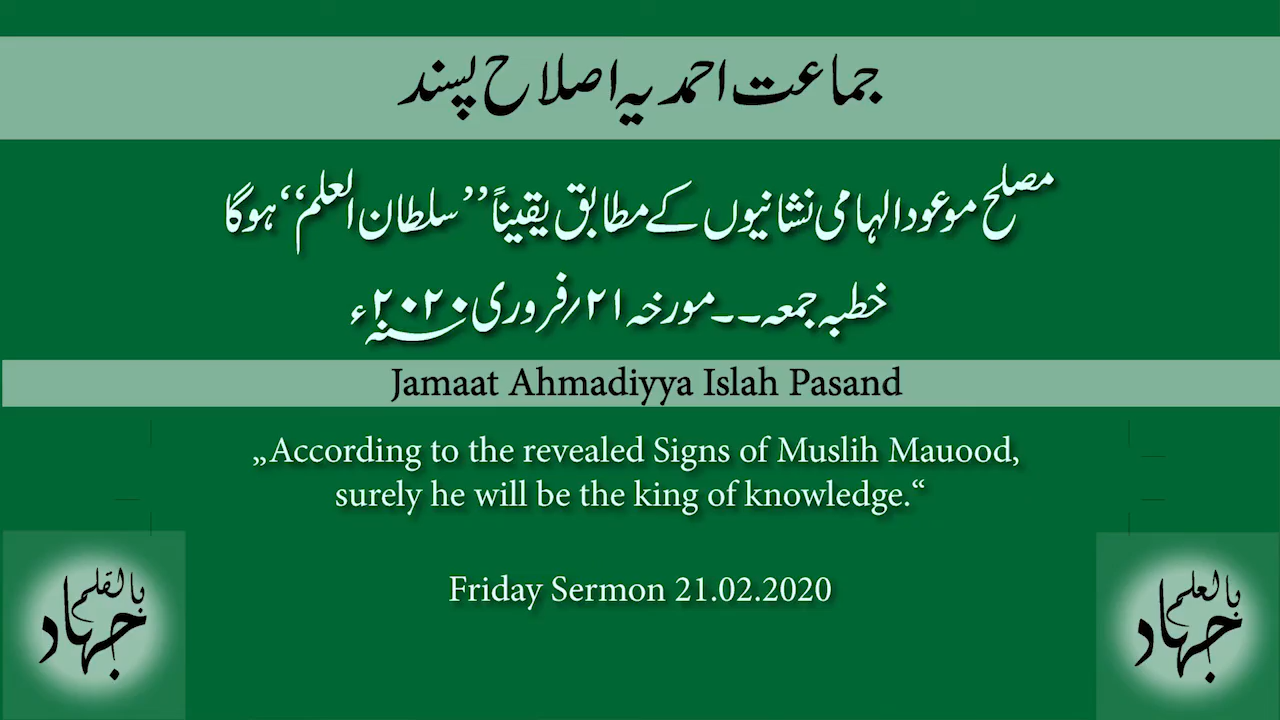 جماعت احمدیہ اصلاح پسند
مصلح موعود الہامی نشانیوں کے مطابق یقیناً ”سلطان العلم“ ہوگا
خطبہ جمعہ ۔۔ مورخہ ۲۱؍فروری ۲۰۲۰؁ء
Jamaat Ahmadiyya Islah Pasand
„According to the revealed Signs of Muslih Mauood,
surely he will be the king of knowledge.“
Friday Sermon 21.02.2020
جہاد بالقلم
جہاد بالعلم